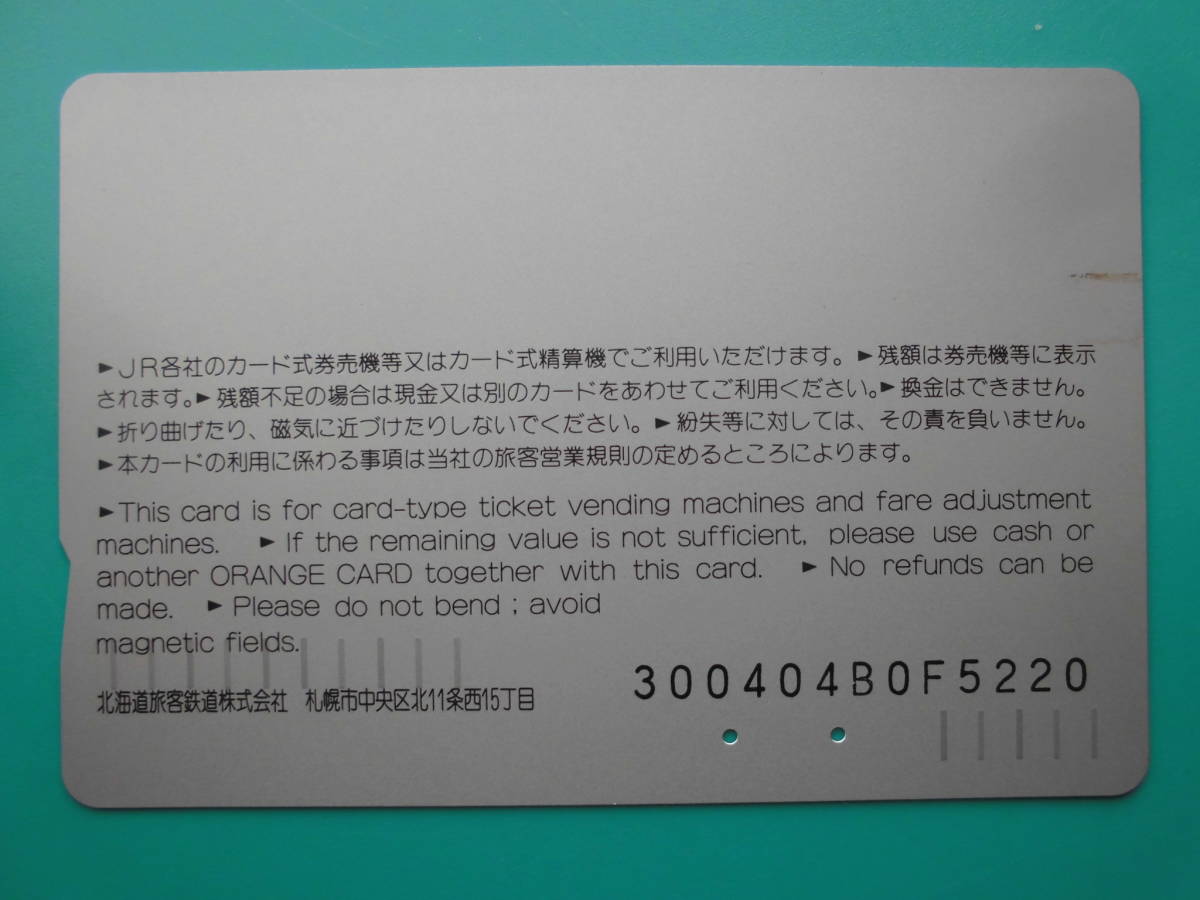 ►JR各社のカード式券売機等又はカード式精算機でご利用いただけます。►残額は券売機等に表示
されます。►残額不足の場合は現金又は別のカードをあわせてご利用ください。►換金はできません。
►折り曲げたり、磁気に近づけたりしないでください。►紛失等に対しては、その責を負いません。
►本カードの利用に係わる事項は当社の旅客営業規則の定めるところによります。
►This card is for card-type ticket vending machines and fare adjustment
machines. ►If the remaining value is not sufficient, please use cash or
another ORANGE CARD together with this card. ►No refunds can be
made. ►Please do not bend ; avoid
magnetic fields.
300404B0F5220
北海道旅客鉄道株式会社 札幌市中央区北11条西15丁目